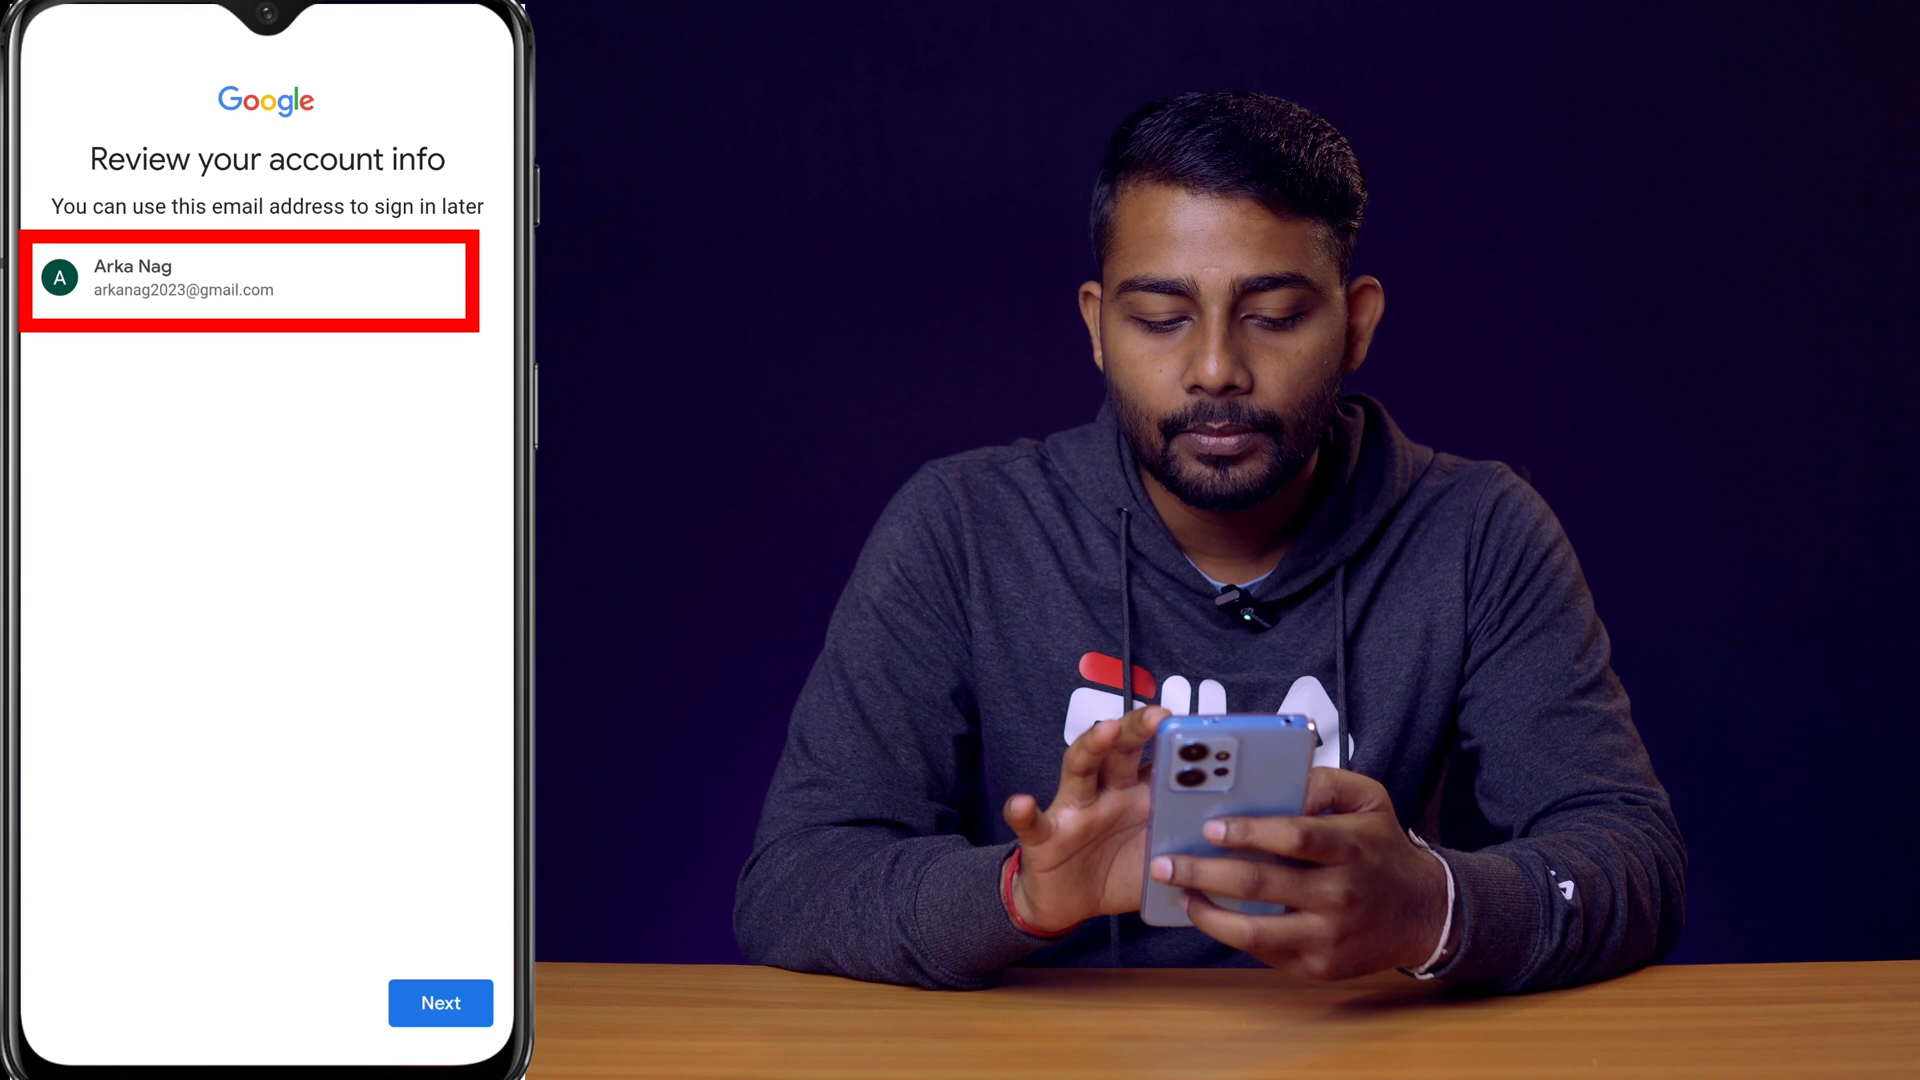 Google
Review your account info
You can use this email address to sign in later
A
Arka Nag
arkanag2023@gmail.com
Next
FILA